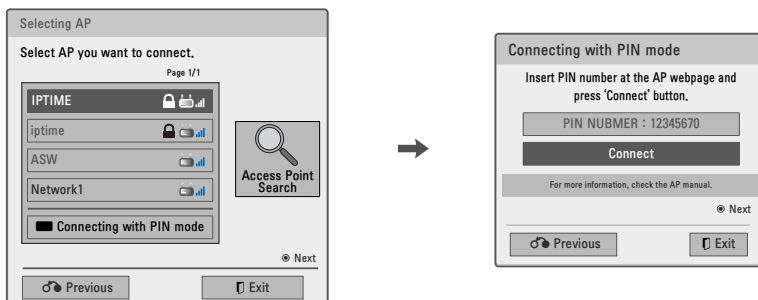 Selecting AP
Select AP you want to connect.
Page 1/1
IPTIME
iptime
ASW
Network1
Connecting with PIN mode
Access Point
Search
Next
Previous
Exit
Connecting with PIN mode
Insert PIN number at the AP webpage and
press 'Connect' button.
PIN NUBMER : 12345670
Connect
For more information, check the AP manual.
Next
Previous
Exit